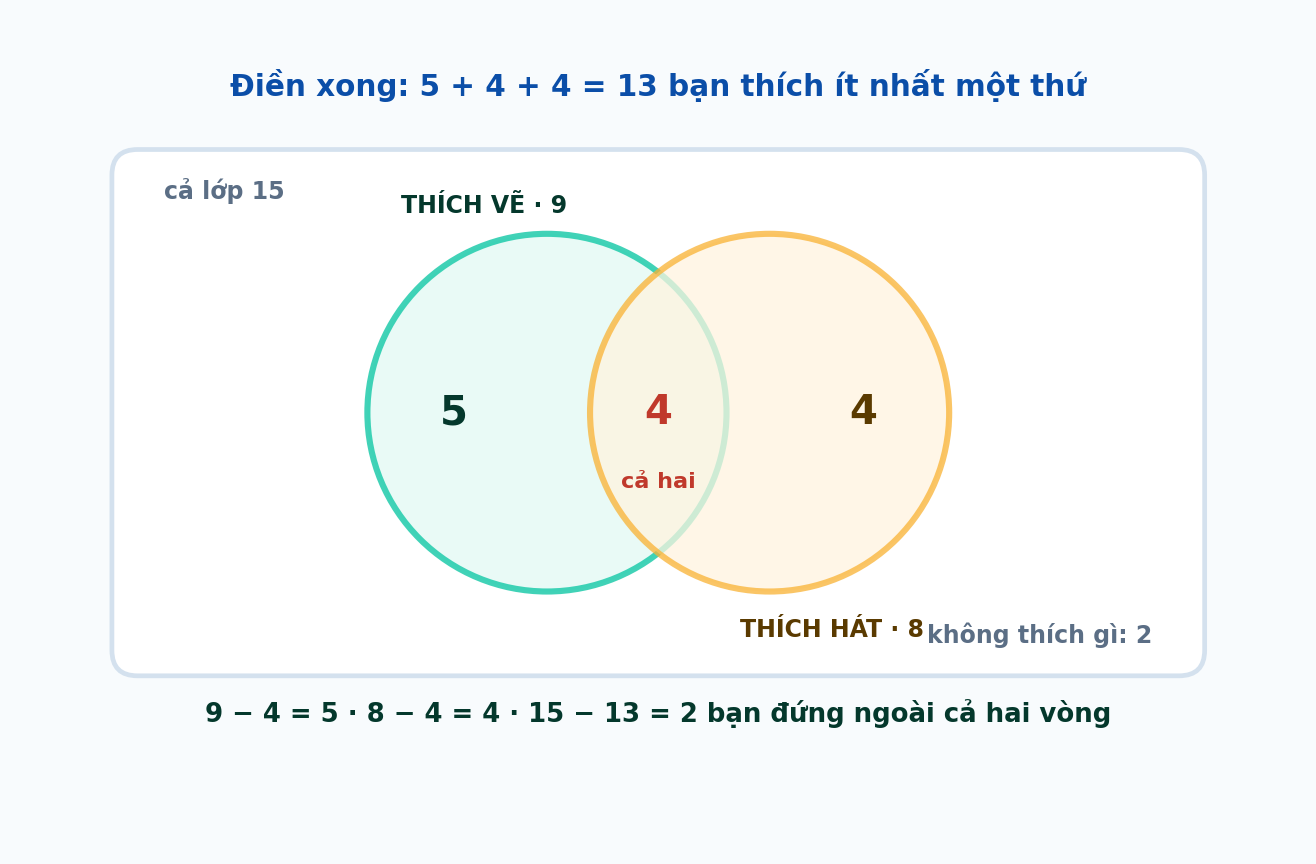 Điền xong: 5 + 4 + 4 = 13 bạn thích ít nhất một thứ
cả lớp 15
THÍCH VẼ · 9
5
4
4
cả hai
THÍCH HÁT · 8
không thích gì: 2
9 − 4 = 5 · 8 − 4 = 4 · 15 − 13 = 2 bạn đứng ngoài cả hai vòng